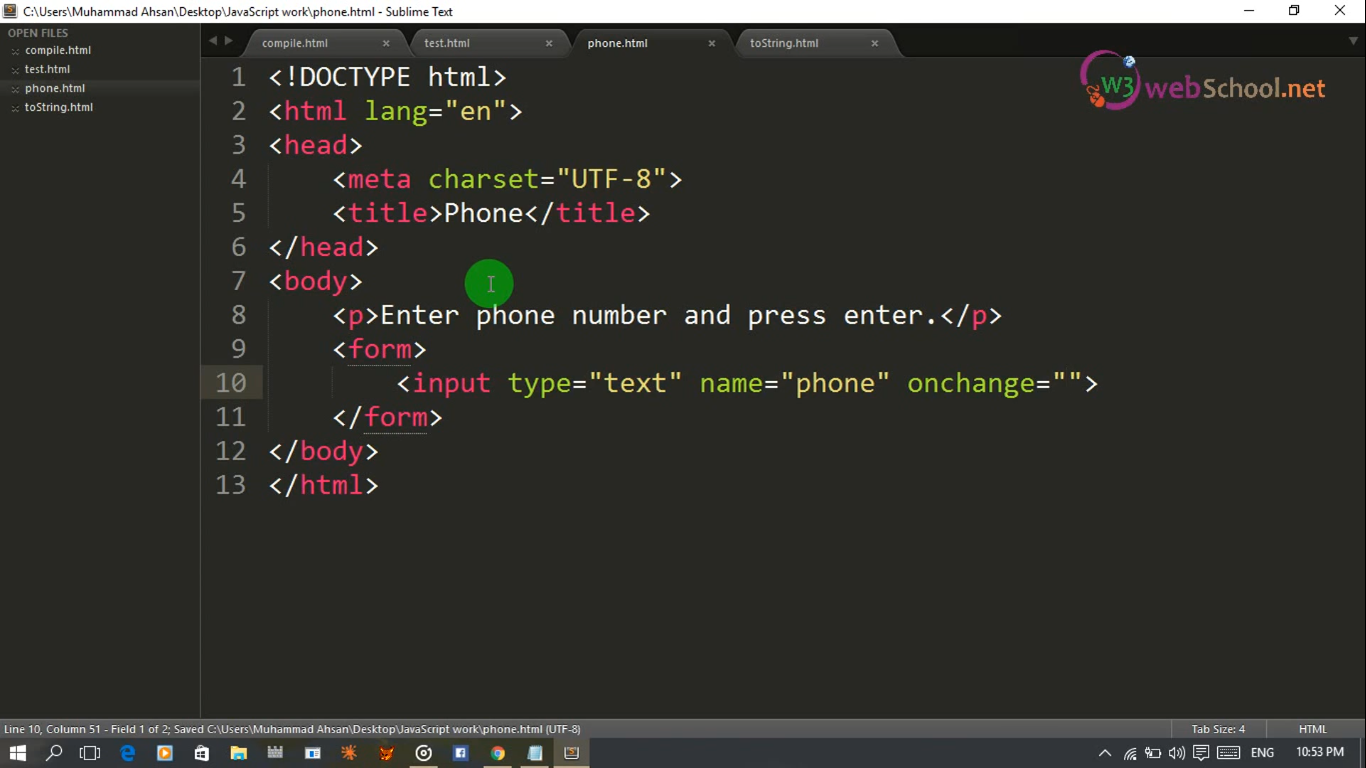 C:\Users\Muhammad Ahsan\Desktop\JavaScript work\phone.html - Sublime Text
OPEN FILES
compile.html
test.html
phone.html
toString.html
compile.html
test.html
phone.html
toString.html
W3 webSchool.net
1 <!DOCTYPE html>
2 <html lang="en">
3 <head>
4     <meta charset="UTF-8">
5     <title>Phone</title>
6 </head>
7 <body>
8     <p>Enter phone number and press enter.</p>
9     <form>
10         <input type="text" name="phone" onchange="">
11     </form>
12 </body>
13 </html>
Line 10, Column 51 - Field 1 of 2; Saved C:\Users\Muhammad Ahsan\Desktop\JavaScript work\phone.html (UTF-8)
Tab Size: 4
HTML
ENG
10:53 PM